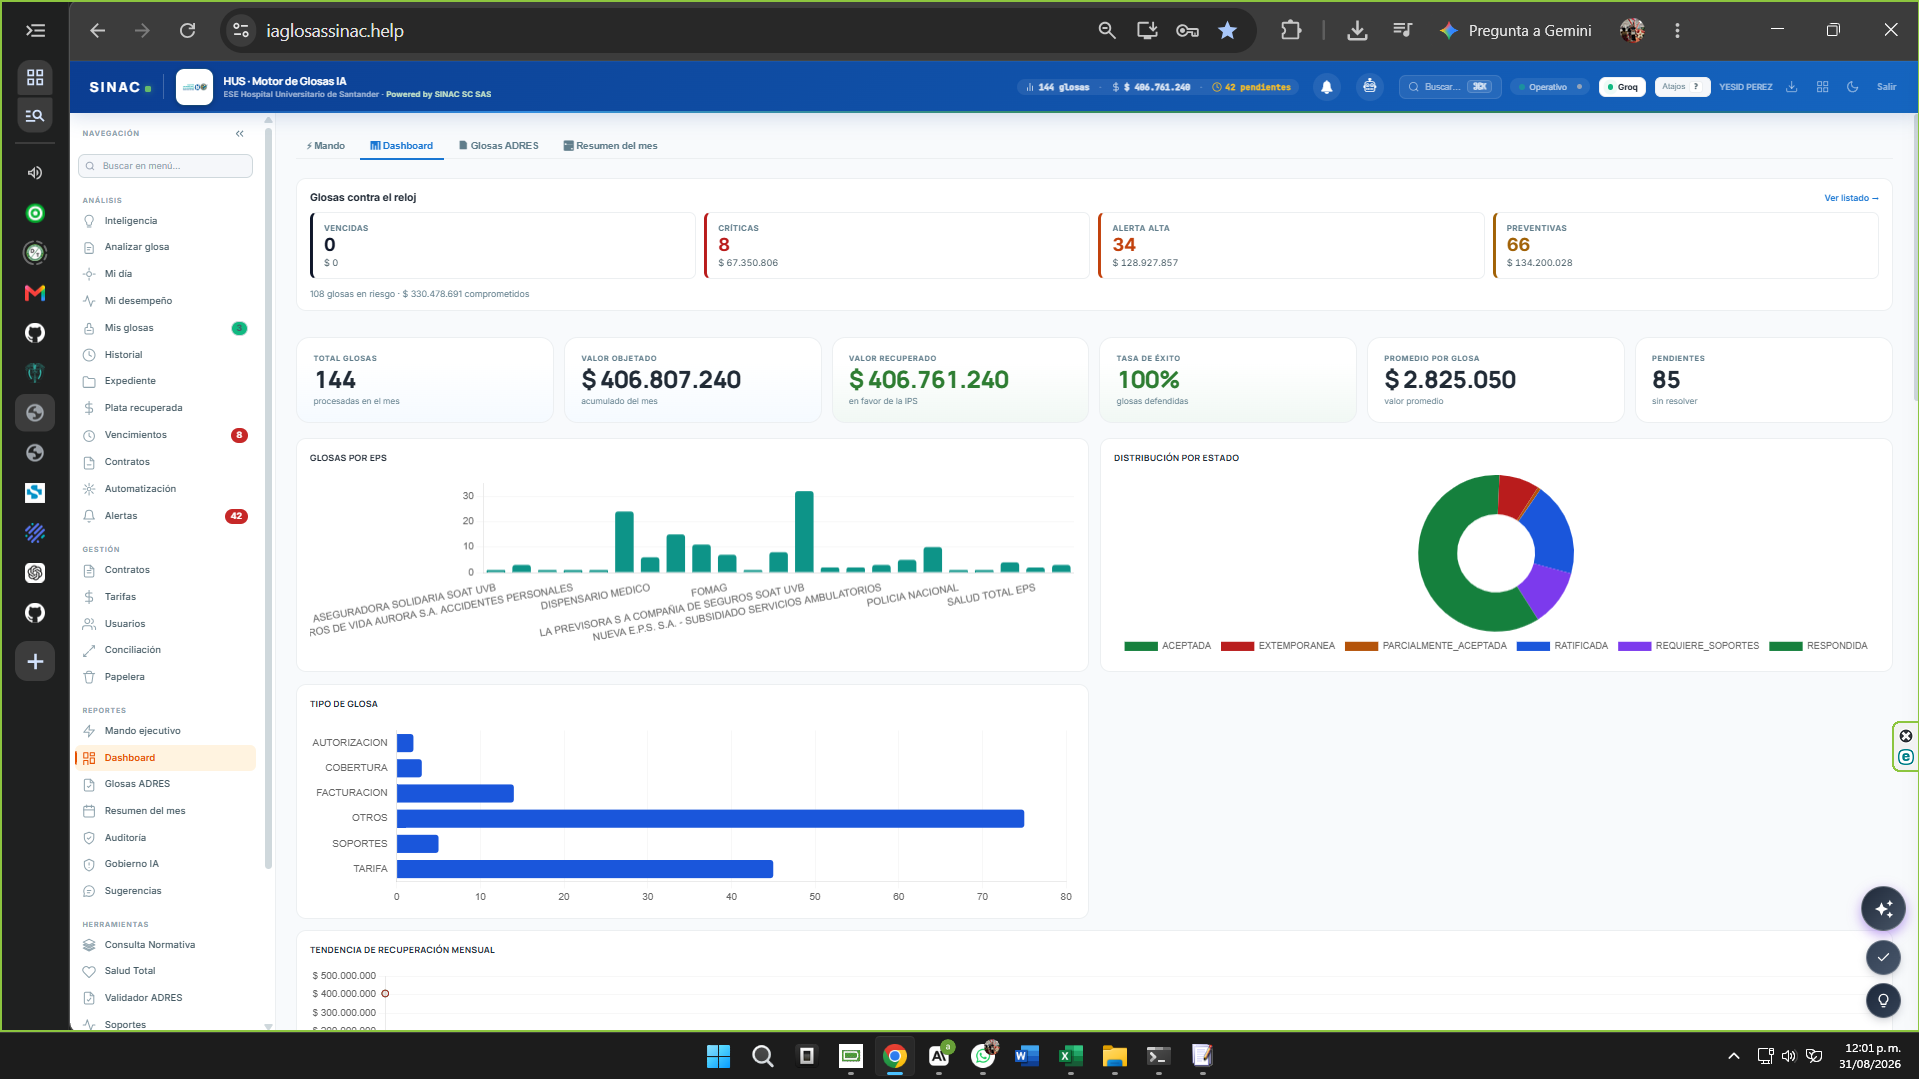 iaglosassinac.help
Pregunta a Gemini
SINAC
HUS · Motor de Glosas IA
ESE Hospital Universitario de Santander · Powered by SINAC SC SAS
144 glosas · $ $ 406.761.240 · 42 pendientes
Buscar... ⌘K
Operativo
Groq
Atajos ?
YESID PEREZ
Salir
NAVEGACIÓN
Buscar en menú...
ANÁLISIS
Inteligencia
Analizar glosa
Mi día
Mi desempeño
Mis glosas 3
Historial
Expediente
Plata recuperada
Vencimientos 8
Contratos
Automatización
Alertas 42
GESTIÓN
Contratos
Tarifas
Usuarios
Conciliación
Papelera
REPORTES
Mando ejecutivo
Dashboard
Glosas ADRES
Resumen del mes
Auditoría
Gobierno IA
Sugerencias
HERRAMIENTAS
Consulta Normativa
Salud Total
Validador ADRES
Soportes
Mando
Dashboard
Glosas ADRES
Resumen del mes
Glosas contra el reloj
Ver listado →
VENCIDAS
0
$ 0
CRÍTICAS
8
$ 67.350.806
ALERTA ALTA
34
$ 128.927.857
PREVENTIVAS
66
$ 134.200.028
108 glosas en riesgo · $ 330.478.691 comprometidos
TOTAL GLOSAS
144
procesadas en el mes
VALOR OBJETADO
$ 406.807.240
acumulado del mes
VALOR RECUPERADO
$ 406.761.240
en favor de la IPS
TASA DE ÉXITO
100%
glosas defendidas
PROMEDIO POR GLOSA
$ 2.825.050
valor promedio
PENDIENTES
85
sin resolver
GLOSAS POR EPS
30
20
10
0
ASEGURADORA SOLIDARIA SOAT UVB
ROS DE VIDA AURORA S.A. ACCIDENTES PERSONALES
DISPENSARIO MEDICO
FOMAG
LA PREVISORA S A COMPAÑIA DE SEGUROS SOAT UVB
NUEVA E.P.S. S.A. - SUBSIDIADO SERVICIOS AMBULATORIOS
POLICIA NACIONAL
SALUD TOTAL EPS
DISTRIBUCIÓN POR ESTADO
ACEPTADA
EXTEMPORANEA
PARCIALMENTE_ACEPTADA
RATIFICADA
REQUIERE_SOPORTES
RESPONDIDA
TIPO DE GLOSA
AUTORIZACION
COBERTURA
FACTURACION
OTROS
SOPORTES
TARIFA
0 10 20 30 40 50 60 70 80
TENDENCIA DE RECUPERACIÓN MENSUAL
$ 500.000.000
$ 400.000.000
$ 300.000.000
$ 200.000.000
12:01 p. m.
31/08/2026